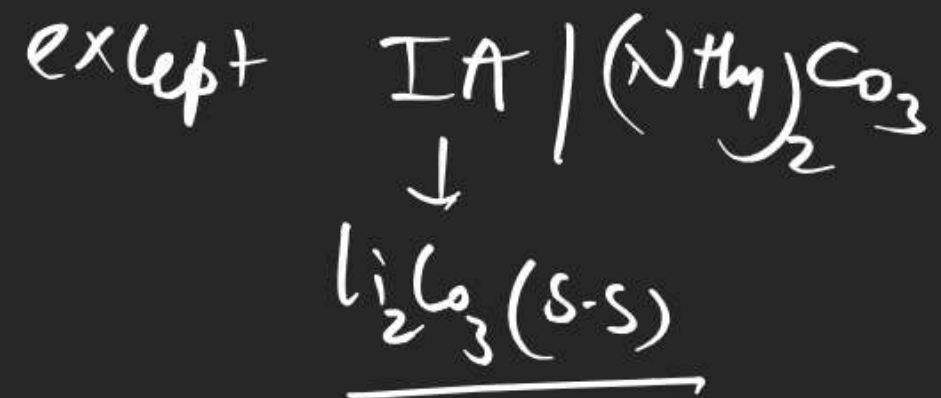 except IA | (NH₄)₂CO₃
↓
Li₂CO₃ (S.S)